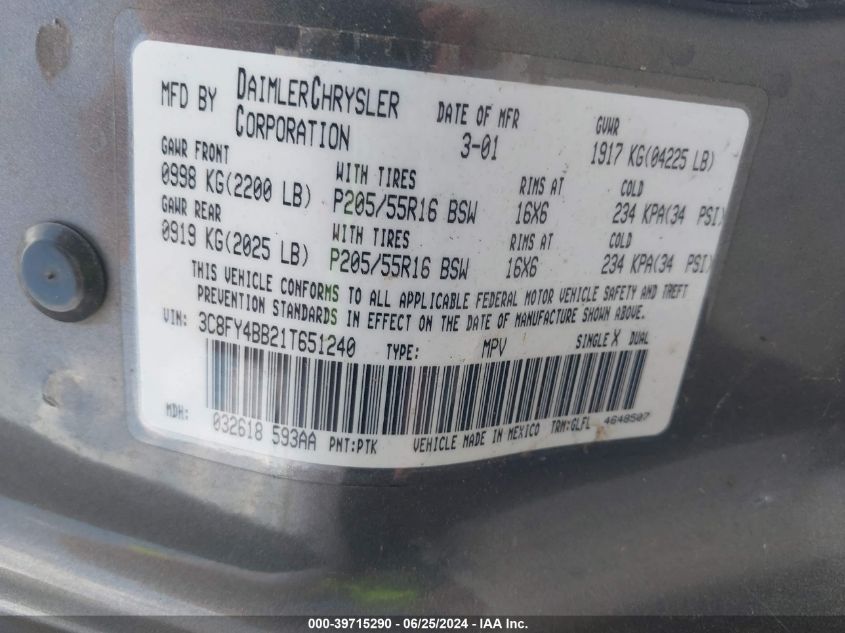 MFD BY DAIMLERCHRYSLER CORPORATION DATE OF MFR 3-01 GVWR 1917 KG(04225 LB)
GAWR FRONT WITH TIRES RIMS AT COLD
0998 KG(2200 LB) P205/55R16 BSW 16X6 234 KPA(34 PSI)
GAWR REAR WITH TIRES RIMS AT COLD
0919 KG(2025 LB) P205/55R16 BSW 16X6 234 KPA(34 PSI)
THIS VEHICLE CONFORMS TO ALL APPLICABLE FEDERAL MOTOR VEHICLE SAFETY AND THEFT
PREVENTION STANDARDS IN EFFECT ON THE DATE OF MANUFACTURE SHOWN ABOVE.
VIN: 3C8FY4BB21T651240 TYPE: MPV SINGLE X DUAL
MDH: 032618 593AA PNT:PTK VEHICLE MADE IN MEXICO TRM:GLFL 4648507
000-39715290 - 06/25/2024 - IAA Inc.